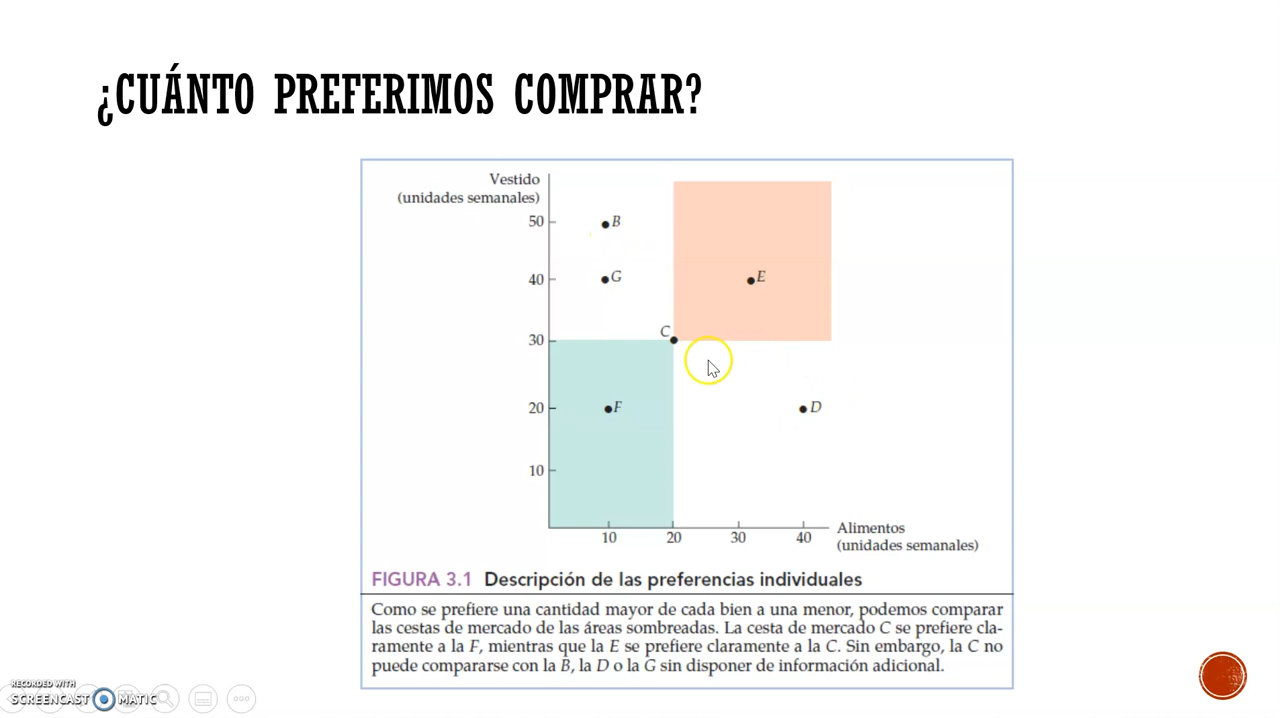 ¿CUÁNTO PREFERIMOS COMPRAR?
Vestido
(unidades semanales)
50
B
40
G
E
30
C
20
F
D
10
10 20 30 40
Alimentos
(unidades semanales)
FIGURA 3.1 Descripción de las preferencias individuales
Como se prefiere una cantidad mayor de cada bien a una menor, podemos comparar
las cestas de mercado de las áreas sombreadas. La cesta de mercado C se prefiere cla-
ramente a la F, mientras que la E se prefiere claramente a la C. Sin embargo, la C no
puede compararse con la B, la D o la G sin disponer de información adicional.
RECORDED WITH
SCREENCAST MATIC